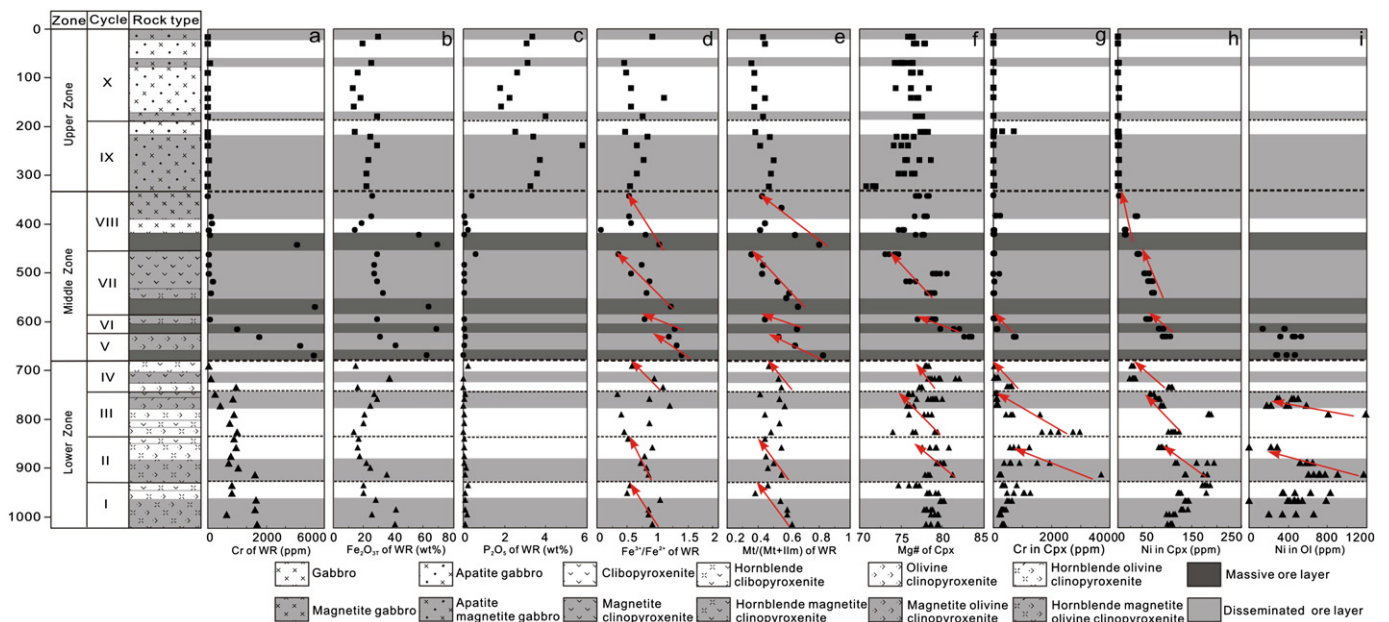 Zone Cycle Rock type a b c d e f g h i
0
100
200
300
400
500
600
700
800
900
1000
Upper Zone
Middle Zone
Lower Zone
X
IX
VIII
VII
VI
V
IV
III
II
I
0 2000 60000 0 20 40 60 80 0 2 4 6 0 0.5 1 1.5 2 0.2 0.4 0.6 0.8 1 70 75 80 85 90 0 2000 40000 0 50 150 250 0 400 800 1200
Cr of WR (ppm) Fe₂O₃T of WR (wt%) P₂O₅ of WR (wt%) Fe³⁺/Fe²⁺ of WR Mt/(Mt+Ilm) of WR Mg# of Cpx Cr in Cpx (ppm) Ni in Cpx (ppm) Ni in Ol (ppm)
Gabbro
Apatite gabbro
Clibopyroxenite
Hornblende
clibopyroxenite
Olivine
clinopyroxenite
Hornblende olivine
clinopyroxenite
Massive ore layer
Magnetite gabbro
Apatite
magnetite gabbro
Magnetite
clinopyroxenite
Hornblende magnetite
clinopyroxenite
Magnetite olivine
clinopyroxenite
Hornblende magnetite
olivine clinopyroxenite
Disseminated ore layer